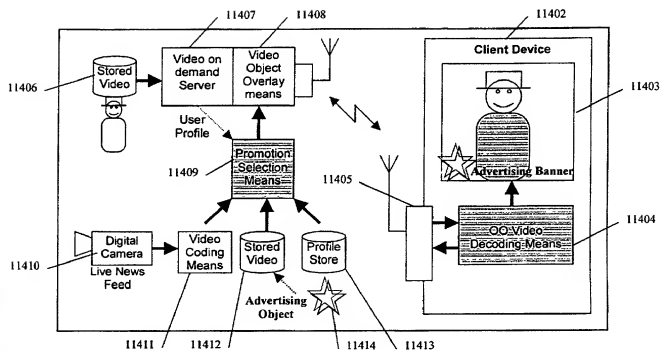 11407
11408
11402
Video on
demand
Server
Video
Object
Overlay
means
Client Device
11406
Stored
Video
11403
User
Profile
11409
Promotion
Selection
Means
11405
Advertising Banner
11404
OO Video
Decoding Means
Digital
Camera
Video
Coding
Means
Stored
Video
Profile
Store
11410
Live News
Feed
Advertising
Object
11411
11412
11414
11413